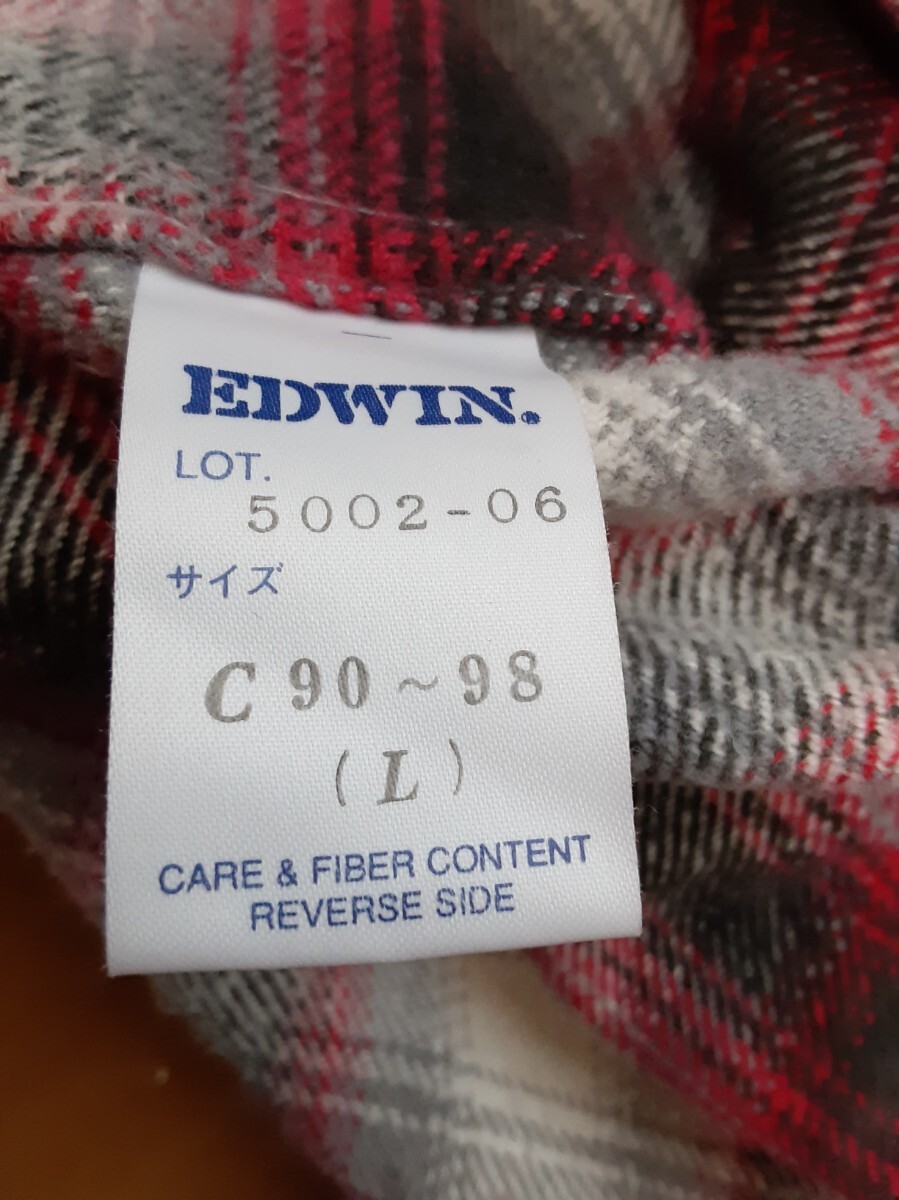 EDWIN.
LOT.
5002-06
サイズ
C 90~98
(L)
CARE & FIBER CONTENT
REVERSE SIDE